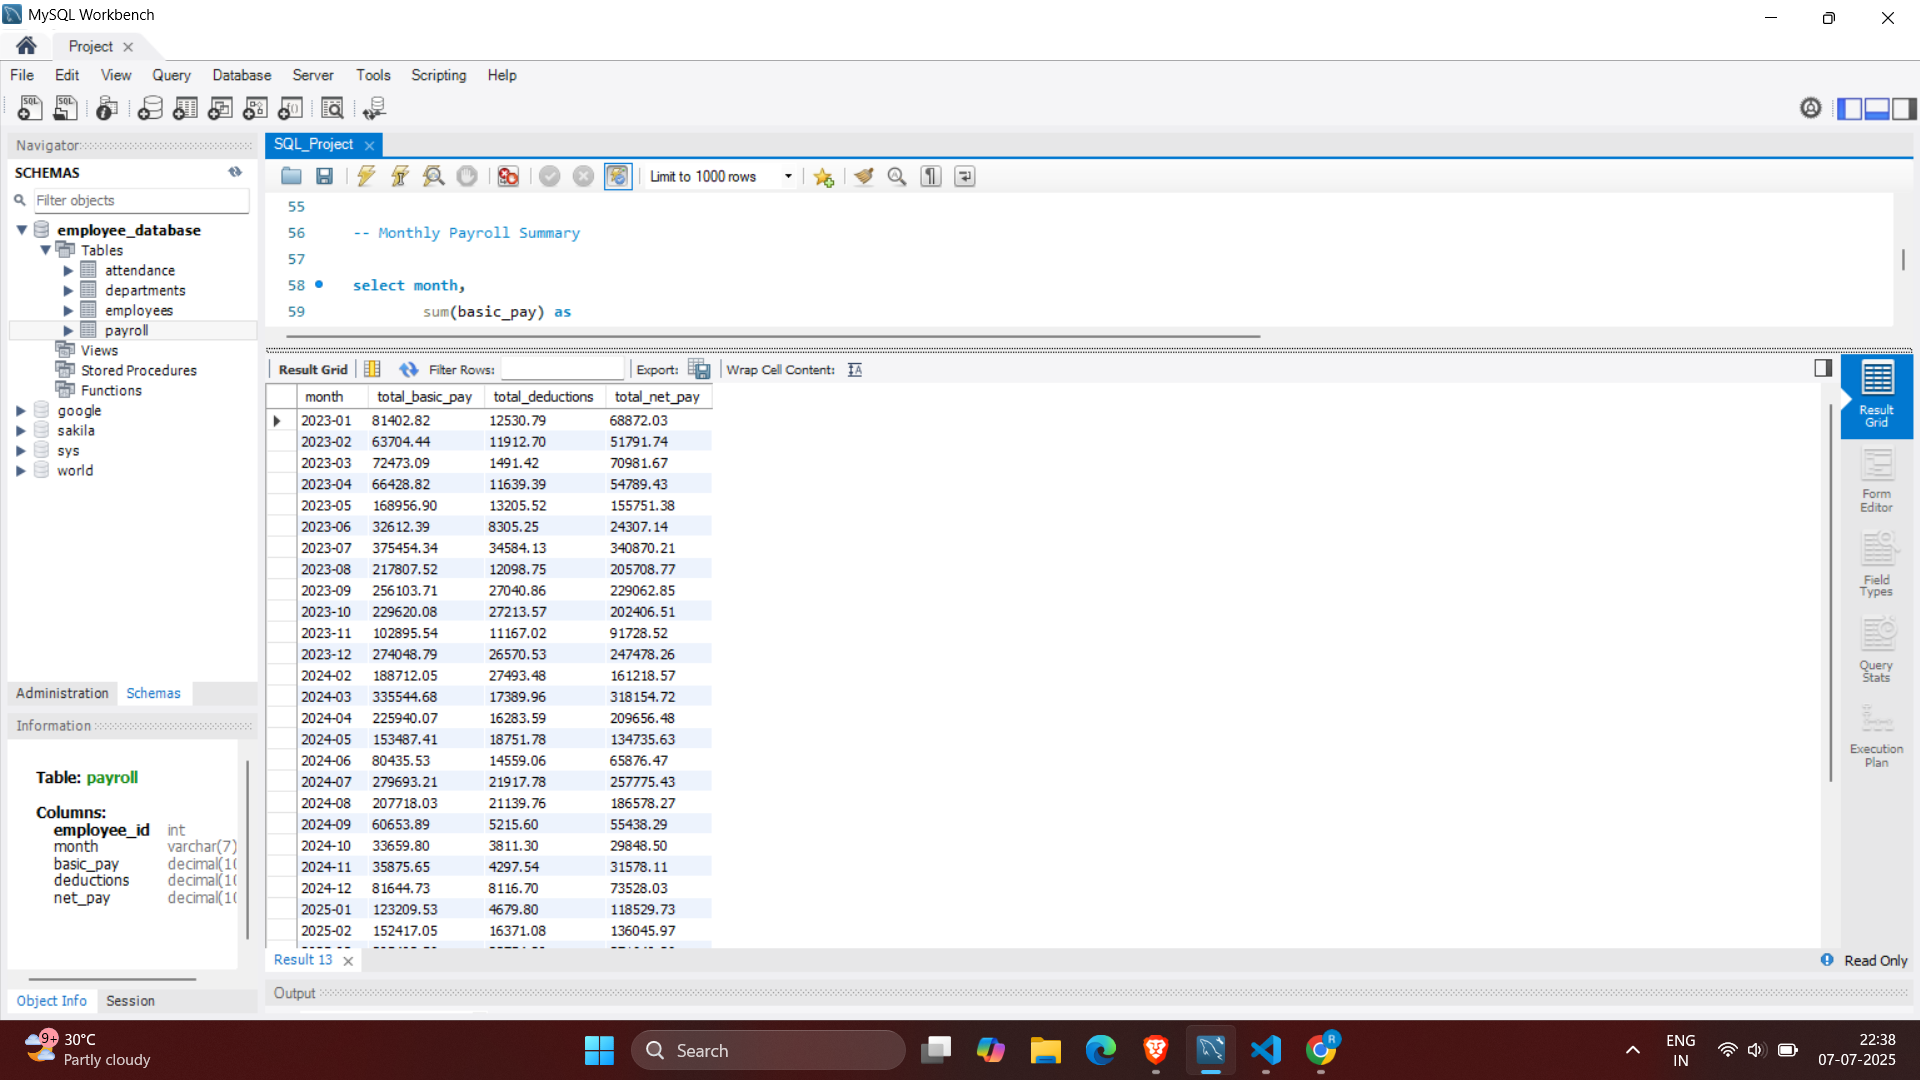 MySQL Workbench
Project
File Edit View Query Database Server Tools Scripting Help
Navigator
SCHEMAS
Filter objects
employee_database
Tables
attendance
departments
employees
payroll
Views
Stored Procedures
Functions
google
sakila
sys
world
Administration Schemas
Information
Table: payroll
Columns:
employee_id int
month varchar(7)
basic_pay decimal(10
deductions decimal(10
net_pay decimal(10
Object Info Session
SQL_Project
Limit to 1000 rows
55
56 -- Monthly Payroll Summary
57
58 select month,
59 sum(basic_pay) as
Result Grid Filter Rows: Export: Wrap Cell Content:
month total_basic_pay total_deductions total_net_pay
2023-01 81402.82 12530.79 68872.03
2023-02 63704.44 11912.70 51791.74
2023-03 72473.09 1491.42 70981.67
2023-04 66428.82 11639.39 54789.43
2023-05 168956.90 13205.52 155751.38
2023-06 32612.39 8305.25 24307.14
2023-07 375454.34 34584.13 340870.21
2023-08 217807.52 12098.75 205708.77
2023-09 256103.71 27040.86 229062.85
2023-10 229620.08 27213.57 202406.51
2023-11 102895.54 11167.02 91728.52
2023-12 274048.79 26570.53 247478.26
2024-02 188712.05 27493.48 161218.57
2024-03 335544.68 17389.96 318154.72
2024-04 225940.07 16283.59 209656.48
2024-05 153487.41 18751.78 134735.63
2024-06 80435.53 14559.06 65876.47
2024-07 279693.21 21917.78 257775.43
2024-08 207718.03 21139.76 186578.27
2024-09 60653.89 5215.60 55438.29
2024-10 33659.80 3811.30 29848.50
2024-11 35875.65 4297.54 31578.11
2024-12 81644.73 8116.70 73528.03
2025-01 123209.53 4679.80 118529.73
2025-02 152417.05 16371.08 136045.97
Result
Grid
Form
Editor
Field
Types
Query
Stats
Execution
Plan
Result 13
Read Only
Output
9+
30°C
Partly cloudy
Search
R
ENG
IN
22:38
07-07-2025